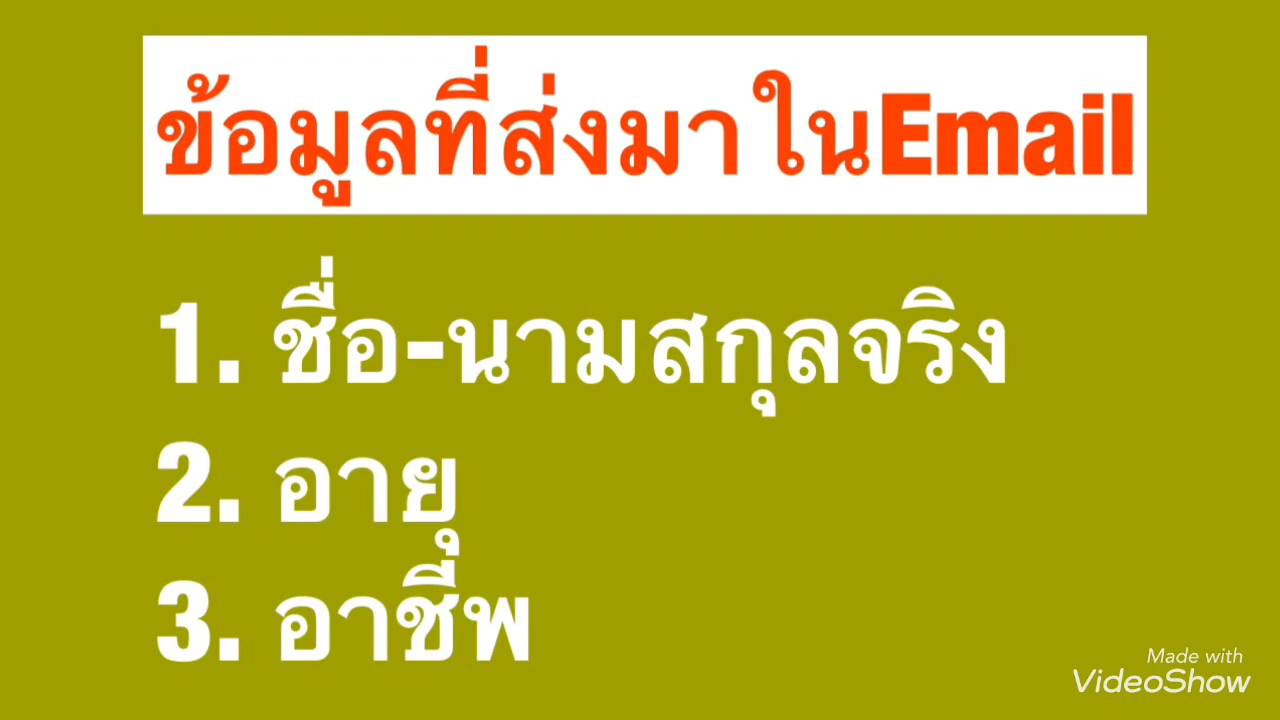 ข้อมูลที่ส่งมาในEmail
1. ชื่อ-นามสกุลจริง
2. อายุ
3. อาชีพ
Made with
VideoShow